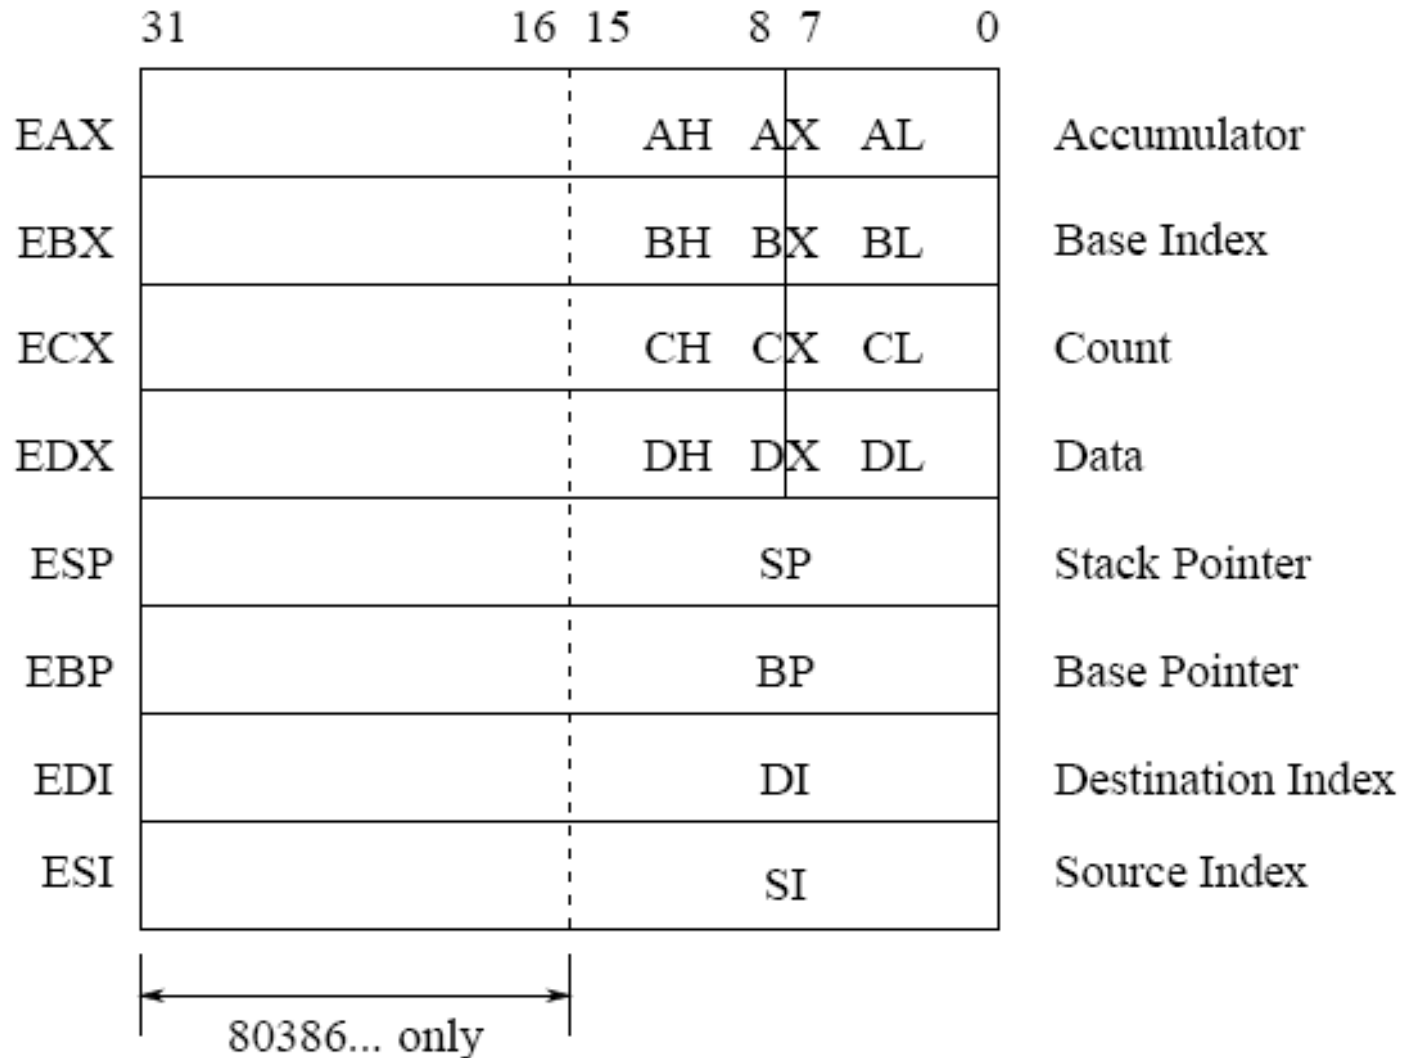 31 16 15 8 7 0
EAX AH AX AL Accumulator
EBX BH BX BL Base Index
ECX CH CX CL Count
EDX DH DX DL Data
ESP SP Stack Pointer
EBP BP Base Pointer
EDI DI Destination Index
ESI SI Source Index
80386... only